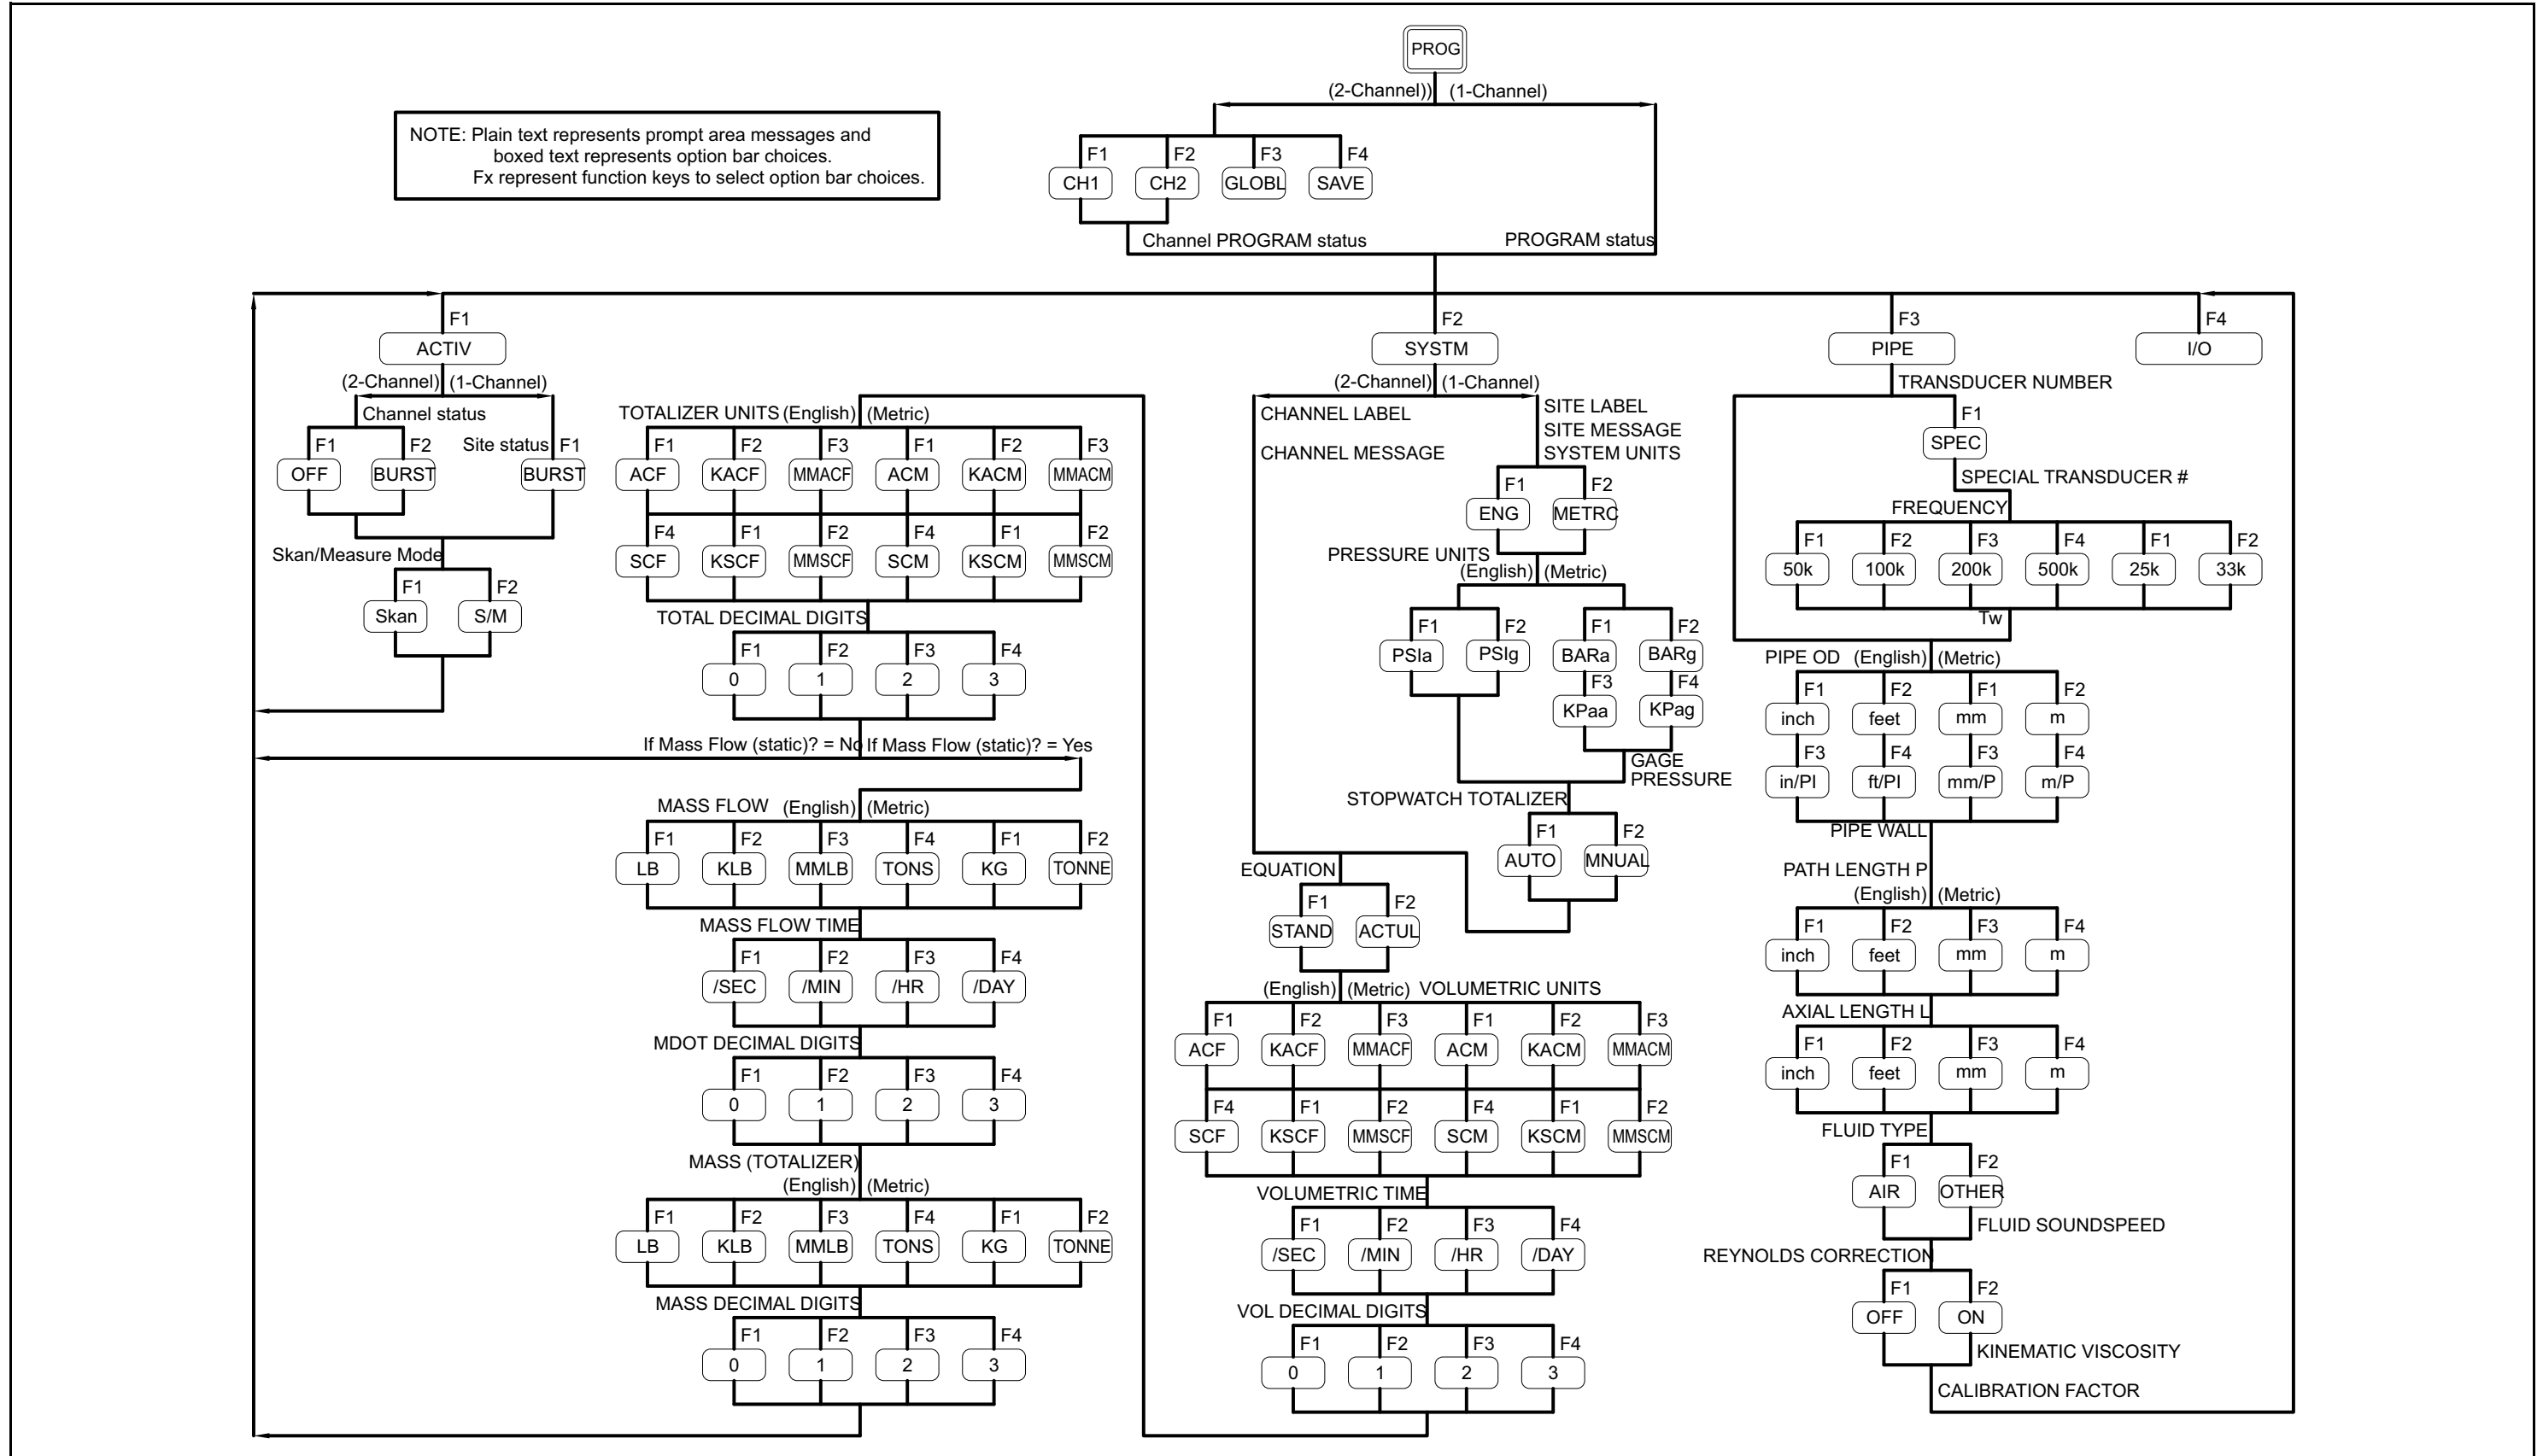 PROG
(2-Channel)) (1-Channel)
NOTE: Plain text represents prompt area messages and
boxed text represents option bar choices.
Fx represent function keys to select option bar choices.
F1 F2 F3 F4
CH1 CH2 GLOBL SAVE
Channel PROGRAM status PROGRAM status
F1
ACTIV
(2-Channel) (1-Channel)
Channel status
F1 F2 Site status F1
OFF BURST BURST
Skan/Measure Mode
F1 F2
Skan S/M
F2
SYSTM
(2-Channel) (1-Channel)
CHANNEL LABEL
CHANNEL MESSAGE
SITE LABEL
SITE MESSAGE
SYSTEM UNITS
F1 F2
ENG METRC
PRESSURE UNITS
(English) (Metric)
F1 F2 F1 F2
PSIa PSIg BARa BARg
F3 F4
KPaa KPag
GAGE
PRESSURE
STOPWATCH TOTALIZER
F1 F2
AUTO MNUAL
EQUATION
F1 F2
STAND ACTUL
(English) (Metric) VOLUMETRIC UNITS
F1 F2 F3 F1 F2 F3
ACF KACF MMACF ACM KACM MMACM
F4 F1 F2 F4 F1 F2
SCF KSCF MMSCF SCM KSCM MMSCM
VOLUMETRIC TIME
F1 F2 F3 F4
/SEC /MIN /HR /DAY
VOL DECIMAL DIGITS
F1 F2 F3 F4
0 1 2 3
TOTALIZER UNITS (English) (Metric)
F1 F2 F3 F1 F2 F3
ACF KACF MMACF ACM KACM MMACM
F4 F1 F2 F4 F1 F2
SCF KSCF MMSCF SCM KSCM MMSCM
TOTAL DECIMAL DIGITS
F1 F2 F3 F4
0 1 2 3
If Mass Flow (static)? = No If Mass Flow (static)? = Yes
MASS FLOW (English) (Metric)
F1 F2 F3 F4 F1 F2
LB KLB MMLB TONS KG TONNE
MASS FLOW TIME
F1 F2 F3 F4
/SEC /MIN /HR /DAY
MDOT DECIMAL DIGITS
F1 F2 F3 F4
0 1 2 3
MASS (TOTALIZER)
(English) (Metric)
F1 F2 F3 F4 F1 F2
LB KLB MMLB TONS KG TONNE
MASS DECIMAL DIGITS
F1 F2 F3 F4
0 1 2 3
F3
PIPE
TRANSDUCER NUMBER
F1
SPEC
SPECIAL TRANSDUCER #
FREQUENCY
F1 F2 F3 F4 F1 F2
50k 100k 200k 500k 25k 33k
Tw
PIPE OD (English) (Metric)
F1 F2 F1 F2
inch feet mm m
F3 F4 F3 F4
in/PI ft/PI mm/P m/P
PIPE WALL
PATH LENGTH P
(English) (Metric)
F1 F2 F3 F4
inch feet mm m
AXIAL LENGTH L
F1 F2 F3 F4
inch feet mm m
FLUID TYPE
F1 F2
AIR OTHER
FLUID SOUNDSPEED
REYNOLDS CORRECTION
F1 F2
OFF ON
KINEMATIC VISCOSITY
CALIBRATION FACTOR
F4
I/O